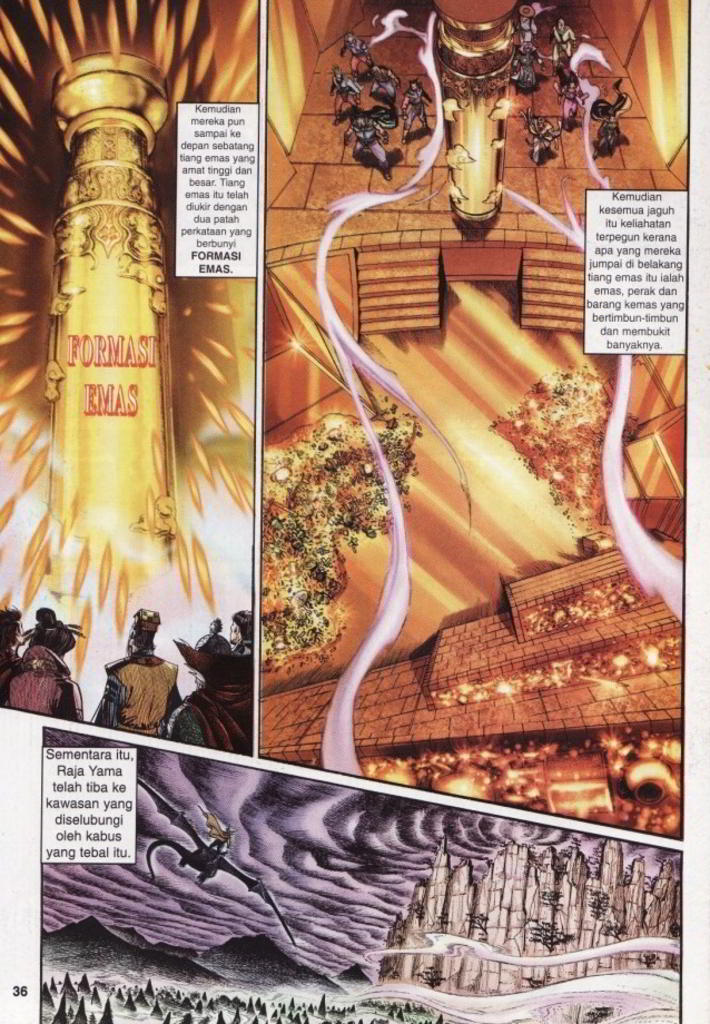 Kemudian
mereka pun
sampai ke
depan sebatang
tiang emas yang
amat tinggi dan
besar. Tiang
emas itu telah
diukir dengan
dua patah
perkataan yang
berbunyi
FORMASI
EMAS.
FORMASI
EMAS
Kemudian
kesemua jaguh
itu keliahatan
terpegun kerana
apa yang mereka
jumpai di belakang
tiang emas itu ialah
emas, perak dan
barang kemas yang
bertimbun-timbun
dan membukit
banyaknya.
Sementara itu,
Raja Yama
telah tiba ke
kawasan yang
diselubungi
oleh kabus
yang tebal itu.
36